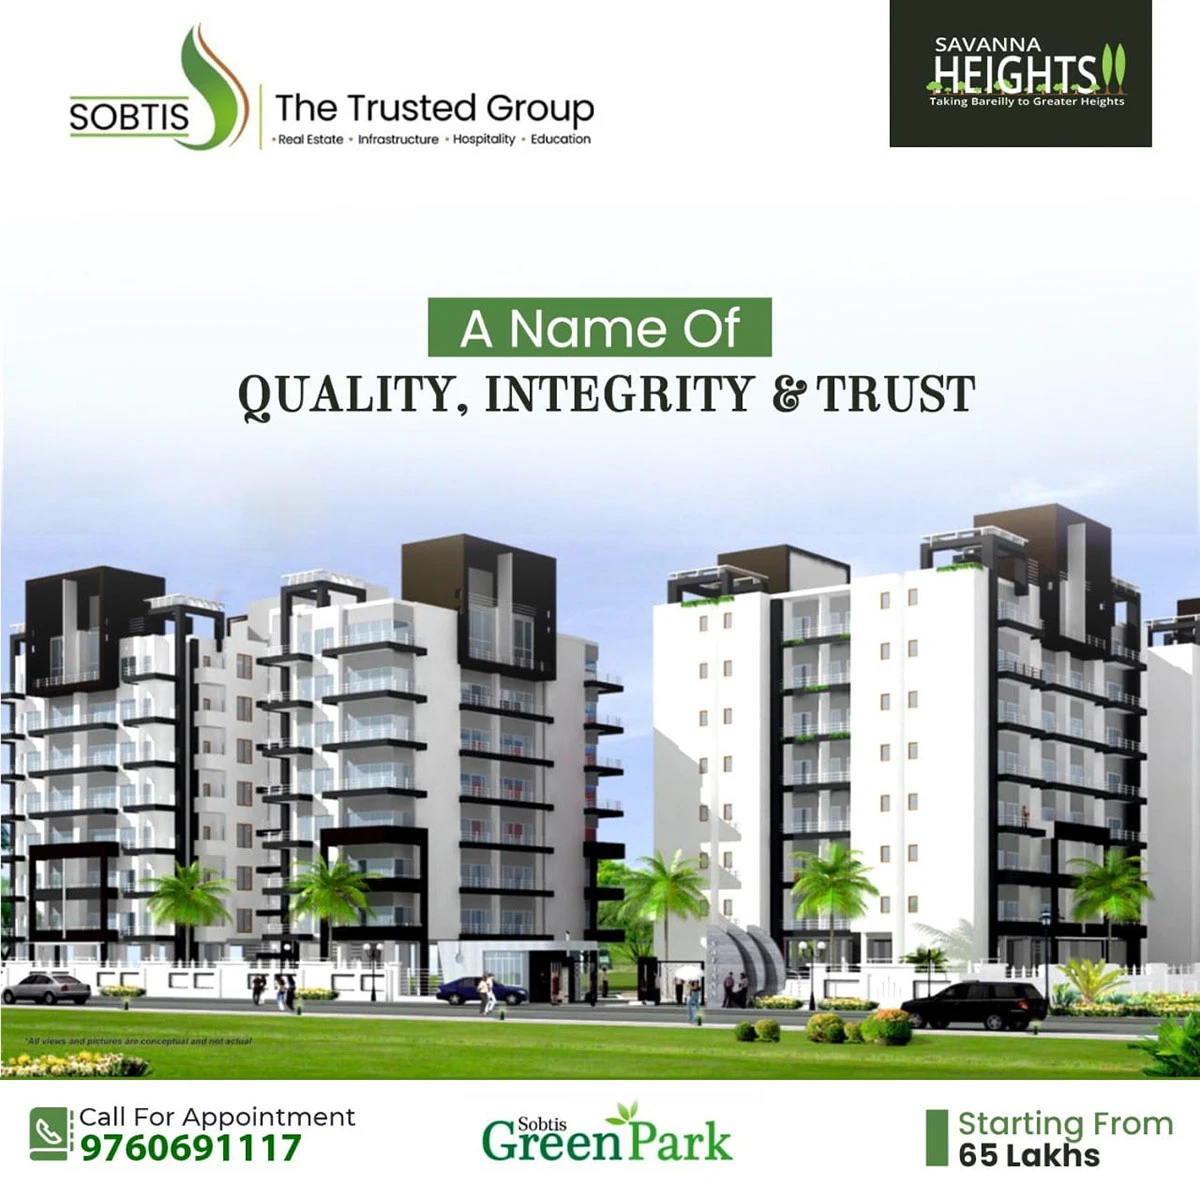 SOBTIS
The Trusted Group
• Real Estate • Infrastructure • Hospitality • Education
SAVANNA
HEIGHTS
Taking Bareilly to Greater Heights
A Name Of
QUALITY, INTEGRITY & TRUST
*All views and pictures are conceptual and not actual
Call For Appointment
9760691117
Sobtis
GreenPark
Starting From
65 Lakhs